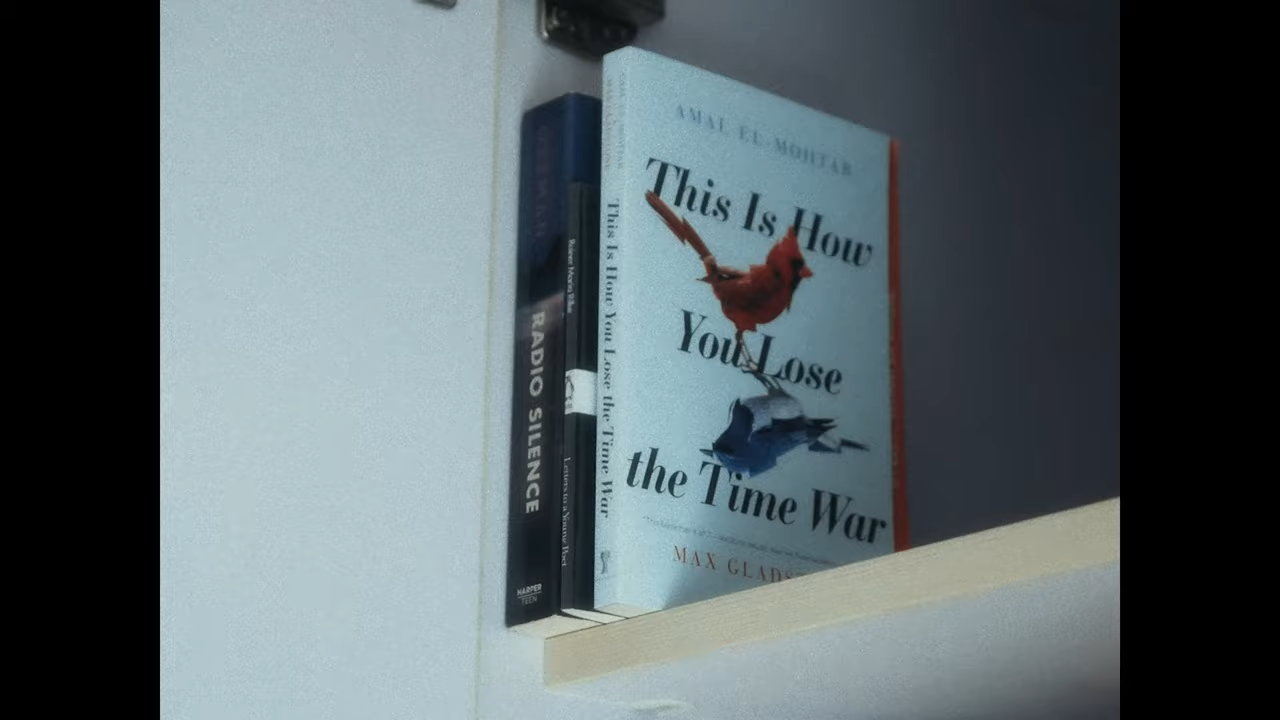 OSEMAN
RADIO SILENCE
HARPER
TEEN
Rainer Maria Rilke
Letters to a Young Poet
This Is How You Lose the Time War
AMAL EL-MOHTAR
This Is How
You Lose
the Time War
MAX GLADS